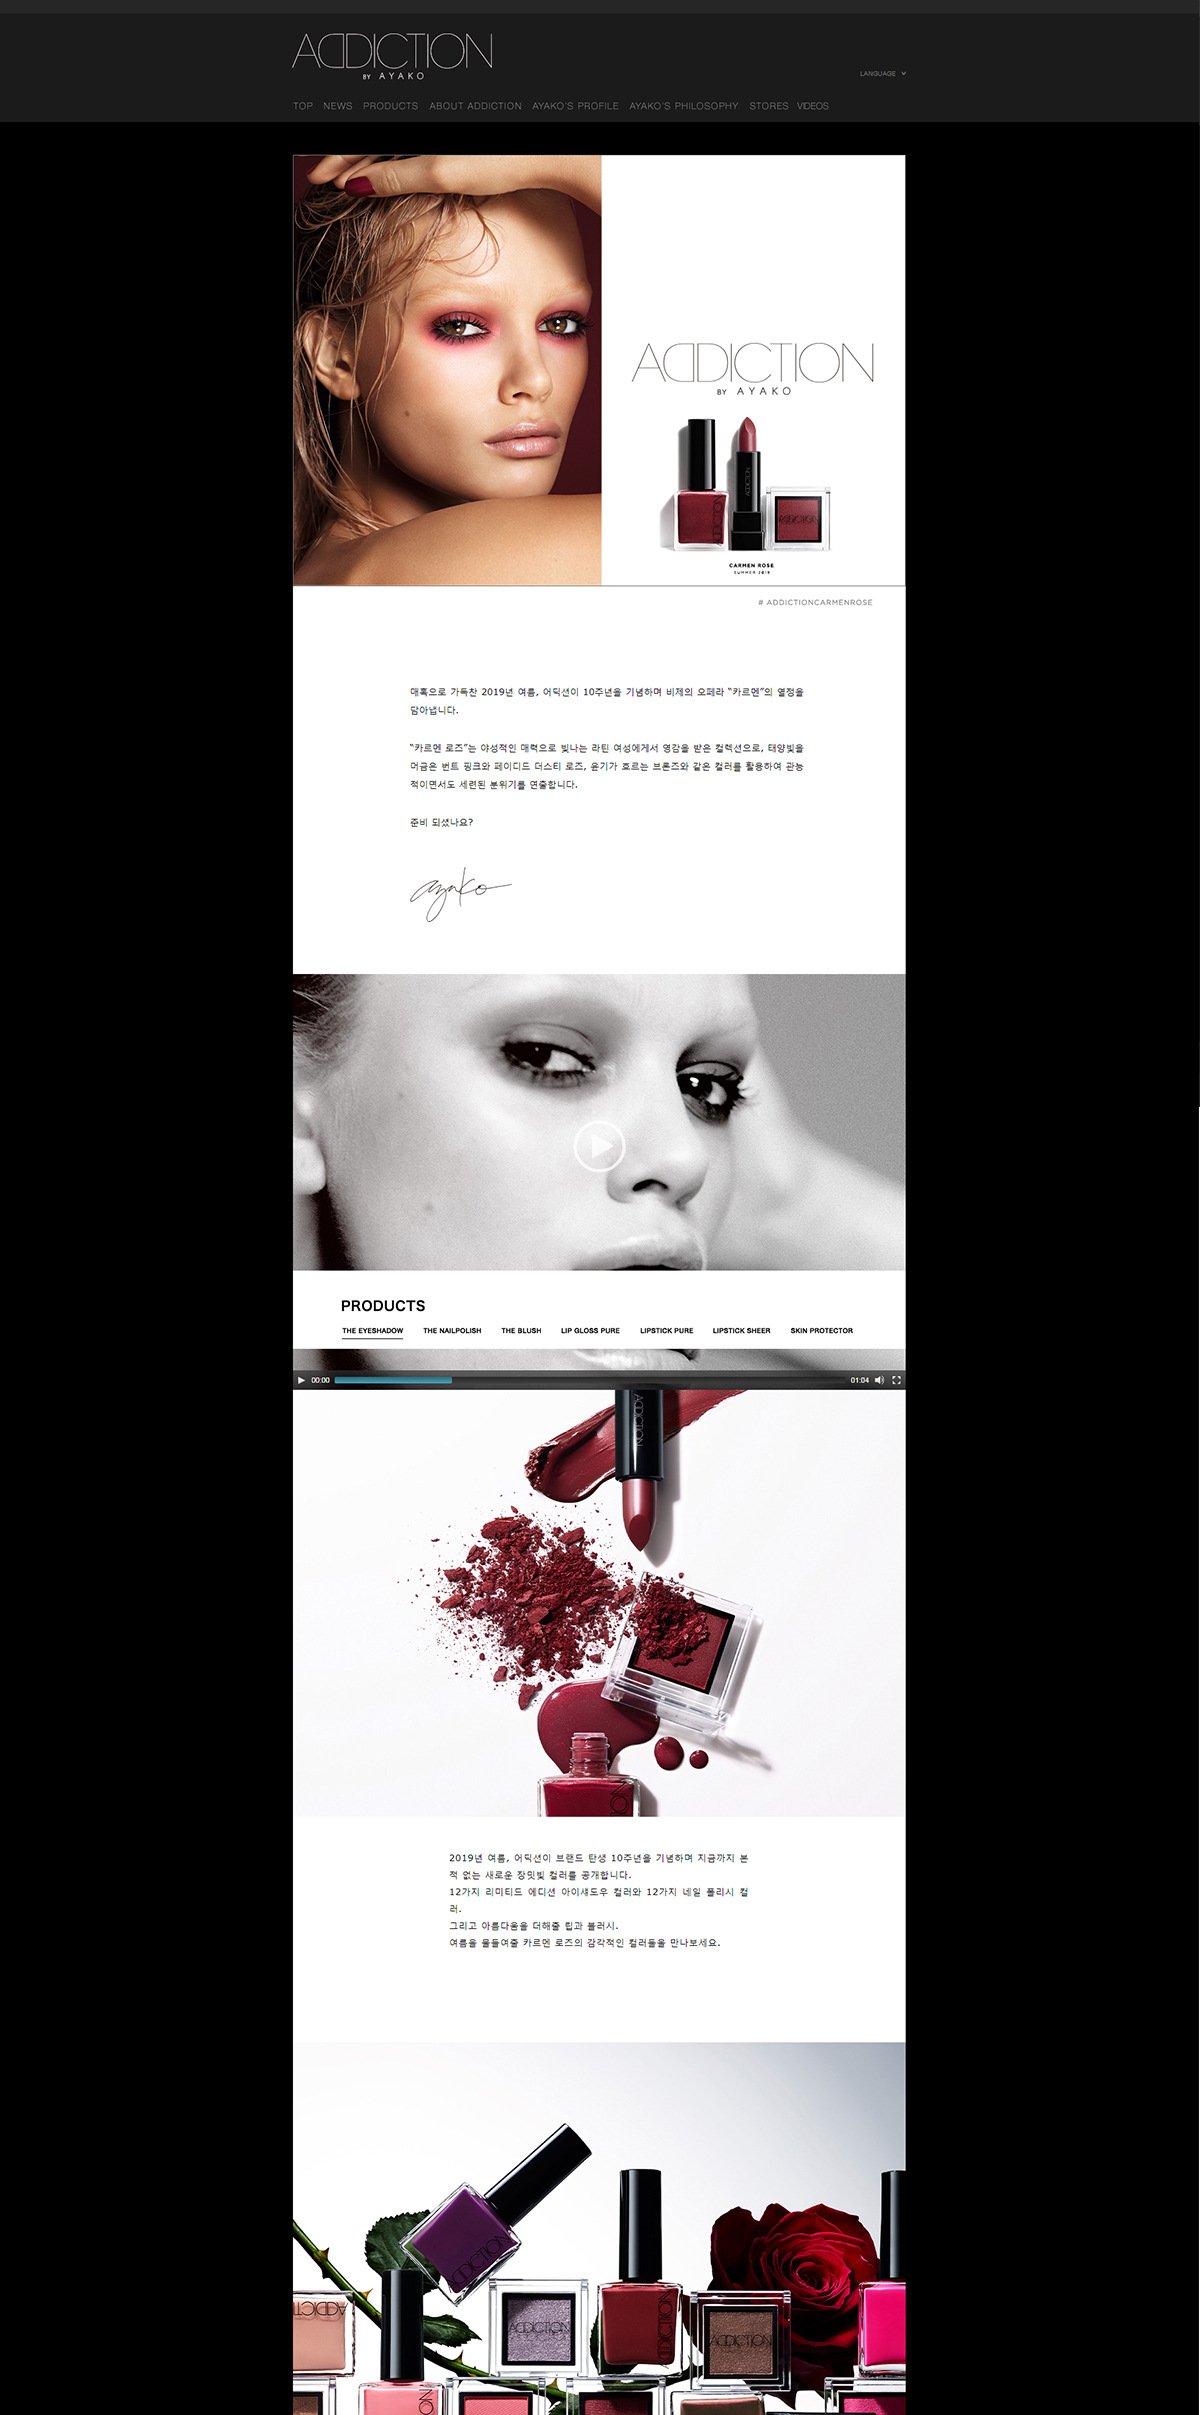 ADDICTION
BY AYAKO
LANGUAGE
TOP NEWS PRODUCTS ABOUT ADDICTION AYAKO'S PROFILE AYAKO'S PHILOSOPHY STORES VIDEOS
ADDICTION
BY AYAKO
ADDICTION
ADDICTION
ADDICTION
CARMEN ROSE
SUMMER 2019
# ADDICTIONCARMENROSE
매혹으로 가득찬 2019년 여름, 어딕션이 10주년을 기념하며 비제의 오페라 “카르멘”의 열정을
담아냅니다.
“카르멘 로즈”는 야성적인 매력으로 빛나는 라틴 여성에게서 영감을 받은 컬렉션으로, 태양빛을
머금은 번트 핑크와 페이디드 더스티 로즈, 윤기가 흐르는 브론즈와 같은 컬러를 활용하여 관능
적이면서도 세련된 분위기를 연출합니다.
준비 되셨나요?
ayako
PRODUCTS
THE EYESHADOW THE NAILPOLISH THE BLUSH LIP GLOSS PURE LIPSTICK PURE LIPSTICK SHEER SKIN PROTECTOR
00:00 01:04
ADDICTION
2019년 여름, 어딕션이 브랜드 탄생 10주년을 기념하며 지금까지 본
적 없는 새로운 장밋빛 컬러를 공개합니다.
12가지 리미티드 에디션 아이섀도우 컬러와 12가지 네일 폴리시 컬
러.
그리고 아름다움을 더해줄 립과 블러시.
여름을 물들여줄 카르멘 로즈의 감각적인 컬러들을 만나보세요.
ADDICTION
ADDICTION
ADDICTION
ADDICTION